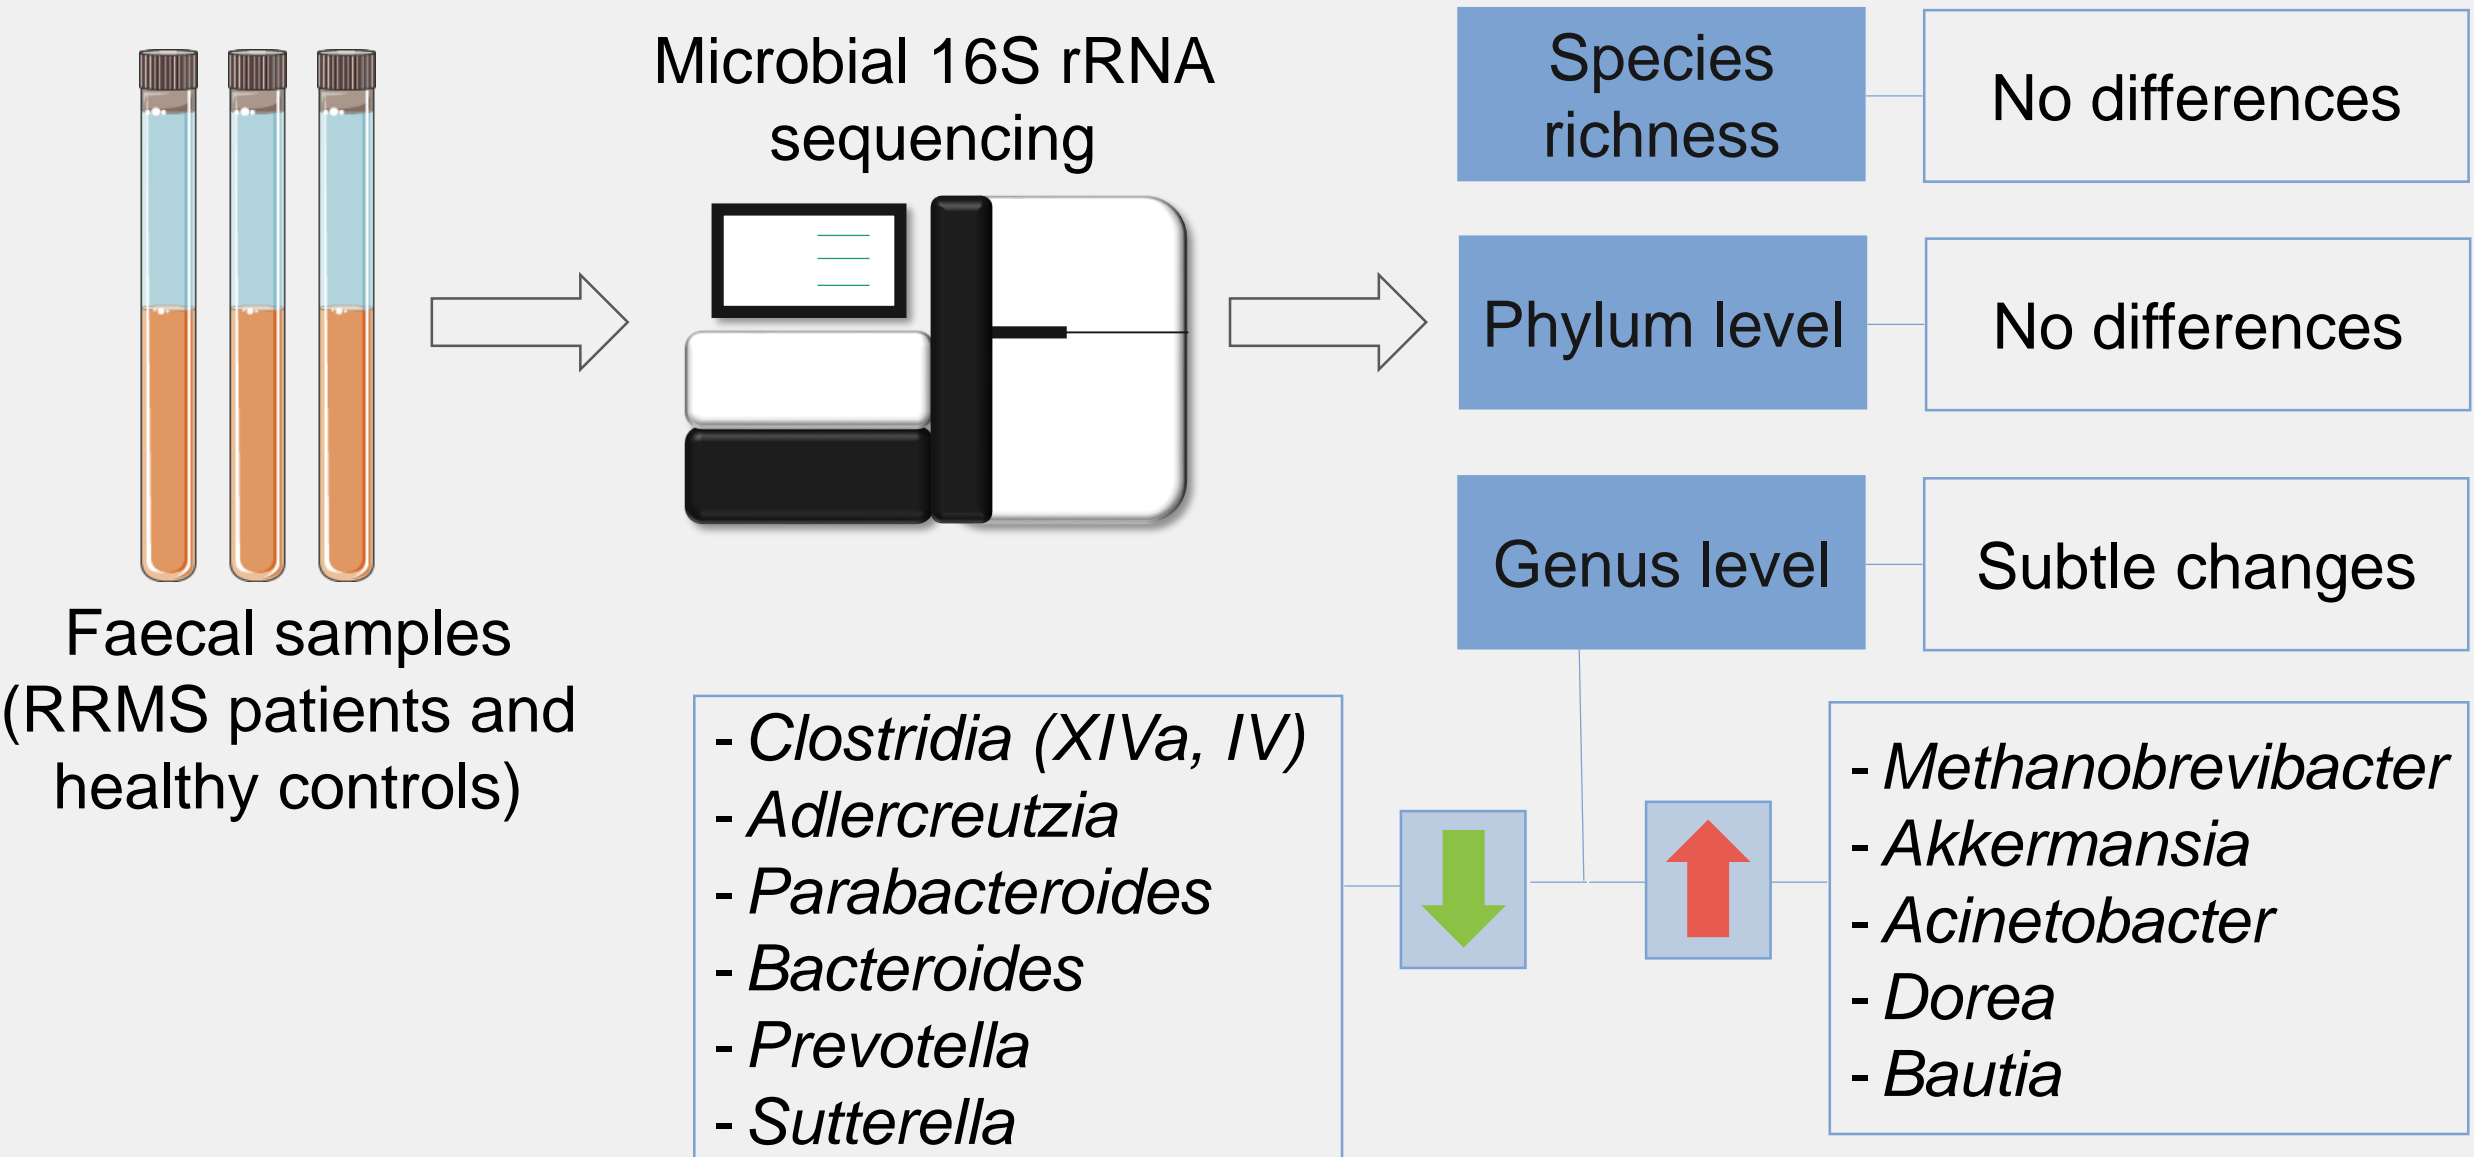 Faecal samples
(RRMS patients and
healthy controls)
Microbial 16S rRNA
sequencing
Species
richness
No differences
Phylum level
No differences
Genus level
Subtle changes
- Clostridia (XIVa, IV)
- Adlercreutzia
- Parabacteroides
- Bacteroides
- Prevotella
- Sutterella
- Methanobrevibacter
- Akkermansia
- Acinetobacter
- Dorea
- Bautia